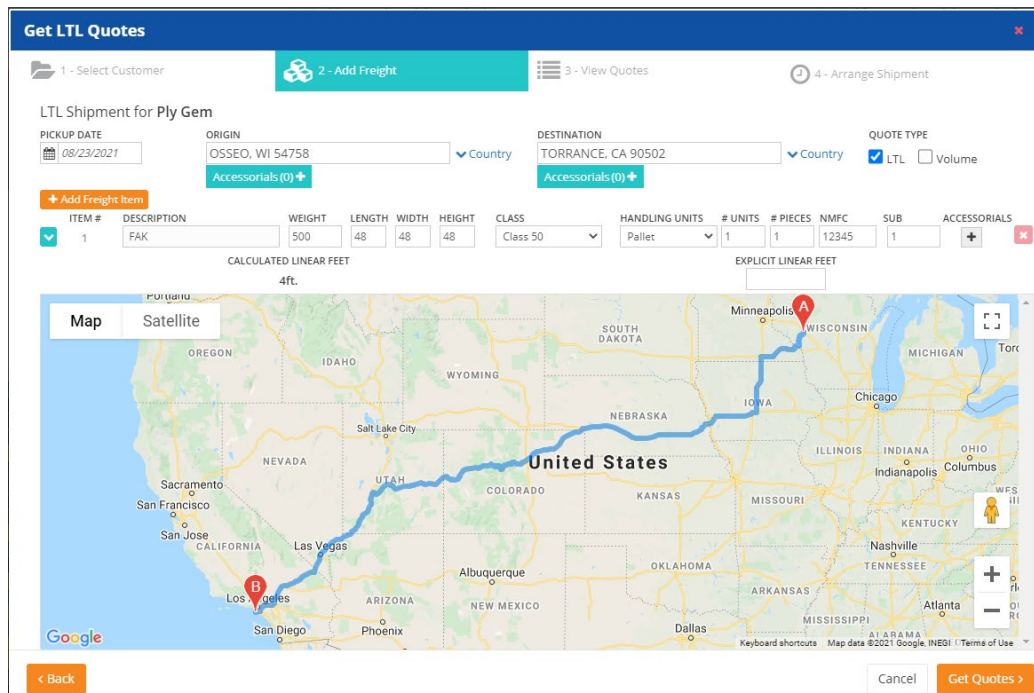 Get LTL Quotes
1 - Select Customer 2 - Add Freight 3 - View Quotes 4 - Arrange Shipment
LTL Shipment for Ply Gem
PICKUP DATE ORIGIN DESTINATION QUOTE TYPE
08/23/2021 OSSEO, WI 54758 Country TORRANCE, CA 90502 Country LTL Volume
Accessorials (0) + Accessorials (0) +
+ Add Freight Item
ITEM # DESCRIPTION WEIGHT LENGTH WIDTH HEIGHT CLASS HANDLING UNITS # UNITS # PIECES NMFC SUB ACCESSORIALS
1 FAK 500 48 48 48 Class 50 Pallet 1 1 12345 1 +
CALCULATED LINEAR FEET EXPLICIT LINEAR FEET
4ft.
Portland
Map Satellite
Minneapolis A
WISCONSIN
SOUTH
DAKOTA
OREGON
MICHIGAN
IDAHO
WYOMING
Chicago
IOWA
NEBRASKA
Salt Lake City
ILLINOIS INDIANA OHIO
NEVADA
United States
Indianapolis Columbus
UTAH
Sacramento
COLORADO
KANSAS
MISSOURI
San Francisco
San Jose
KENTUCKY
CALIFORNIA
Las Vegas
Nashville
TENNESSEE
OKLAHOMA
Albuquerque
B
ARKANSAS
Los Angeles
ARIZONA
NEW MEXICO
Atlanta
MISSISSIPPI
San Diego
Phoenix
Dallas
ALABAMA
Google
Keyboard shortcuts Map data ©2021 Google, INEGI Terms of Use
< Back Cancel Get Quotes >